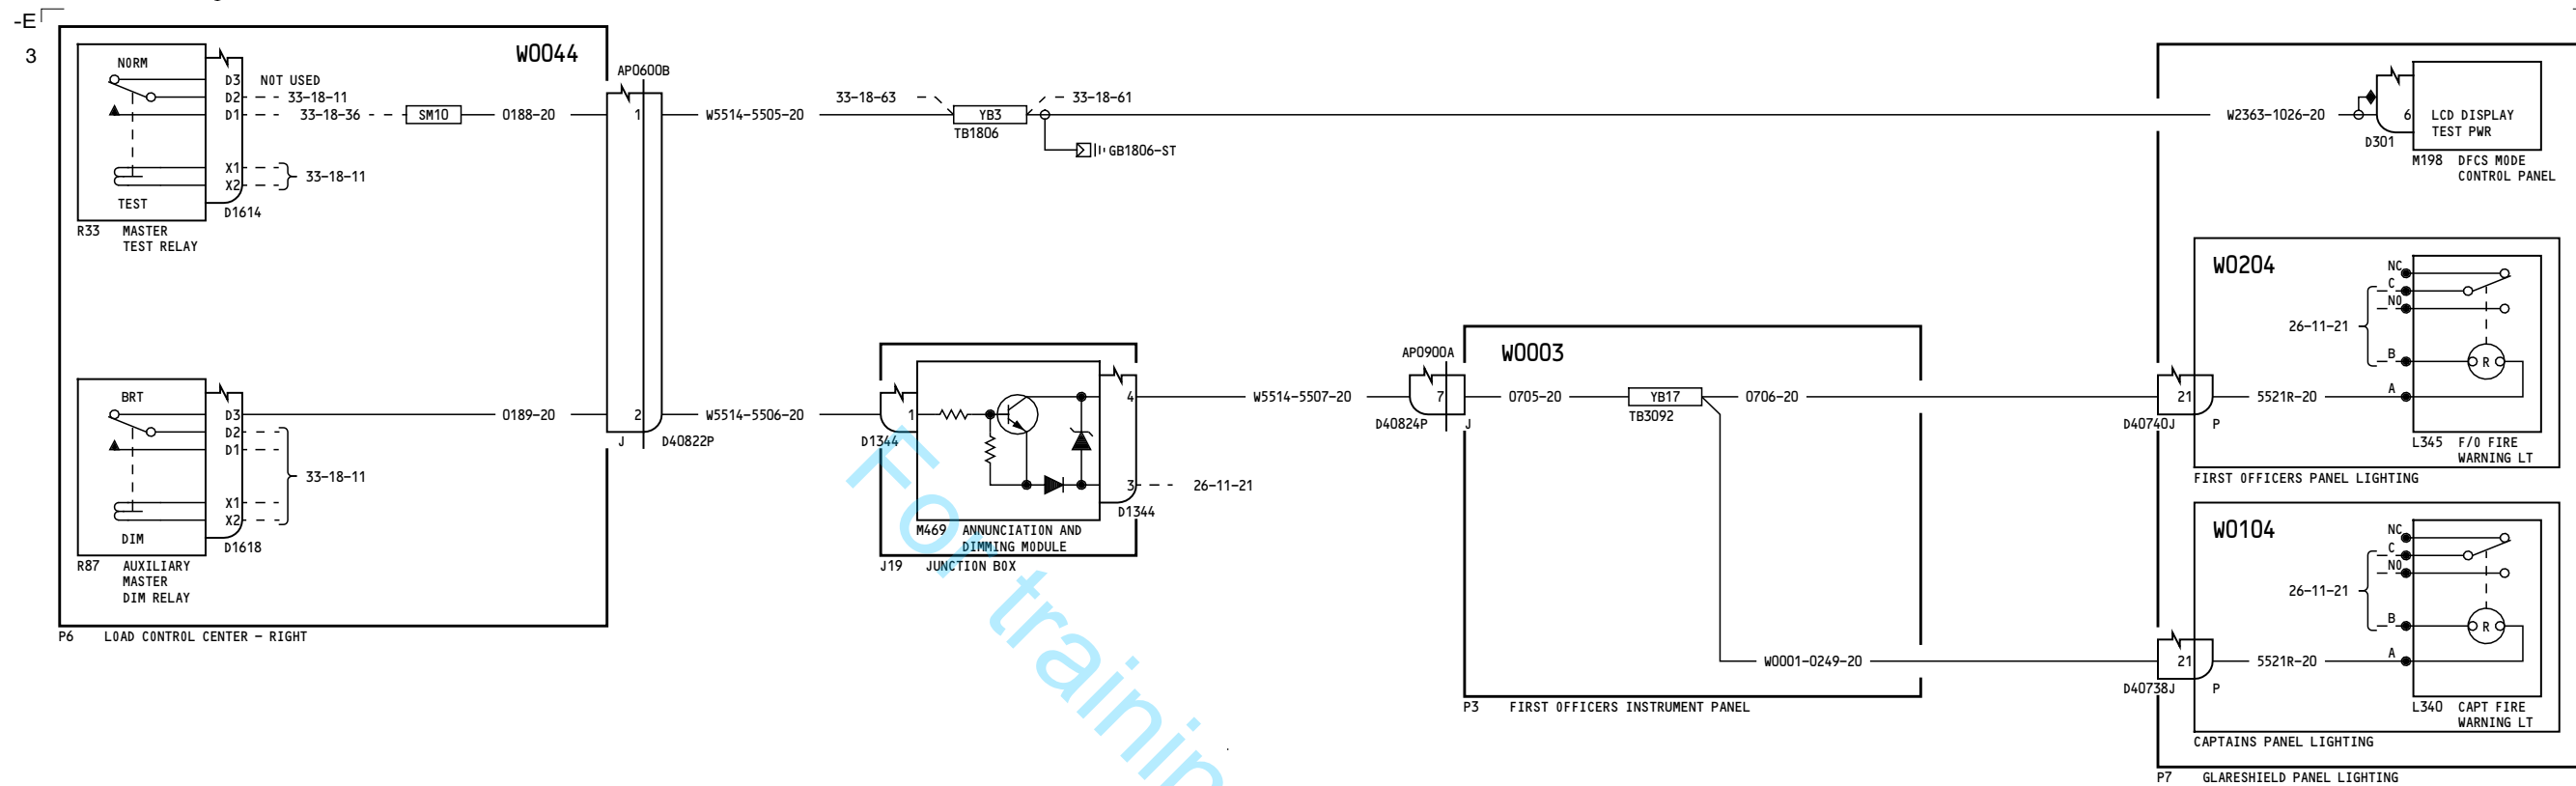 -E
3
W0044
NORM
D3 NOT USED
D2 33-18-11
D1 33-18-36 SM10 0188-20
X1
X2
33-18-11
TEST
D1614
R33 MASTER
TEST RELAY
AP0600B
1
W5514-5505-20
33-18-63
YB3
TB1806
33-18-61
GB1806-ST
W2363-1026-20
D301
6 LCD DISPLAY
TEST PWR
M198 DFCS MODE
CONTROL PANEL
BRT
D3 0189-20
D2
D1
33-18-11
X1
X2
DIM
D1618
R87 AUXILIARY
MASTER
DIM RELAY
2
J D40822P
P6 LOAD CONTROL CENTER - RIGHT
W5514-5506-20
D1344
1
4
3
26-11-21
D1344
M469 ANNUNCIATION AND
DIMMING MODULE
J19 JUNCTION BOX
W5514-5507-20
AP0900A
7
D40824P J
W0003
0705-20
YB17
TB3092
0706-20
W0001-0249-20
P3 FIRST OFFICERS INSTRUMENT PANEL
W0204
NC
C
NO
26-11-21
B
R
A
21
5521R-20
D40740J P
L345 F/O FIRE
WARNING LT
FIRST OFFICERS PANEL LIGHTING
W0104
NC
C
NO
26-11-21
B
R
A
21
5521R-20
D40738J P
L340 CAPT FIRE
WARNING LT
CAPTAINS PANEL LIGHTING
P7 GLARESHIELD PANEL LIGHTING
For trainin